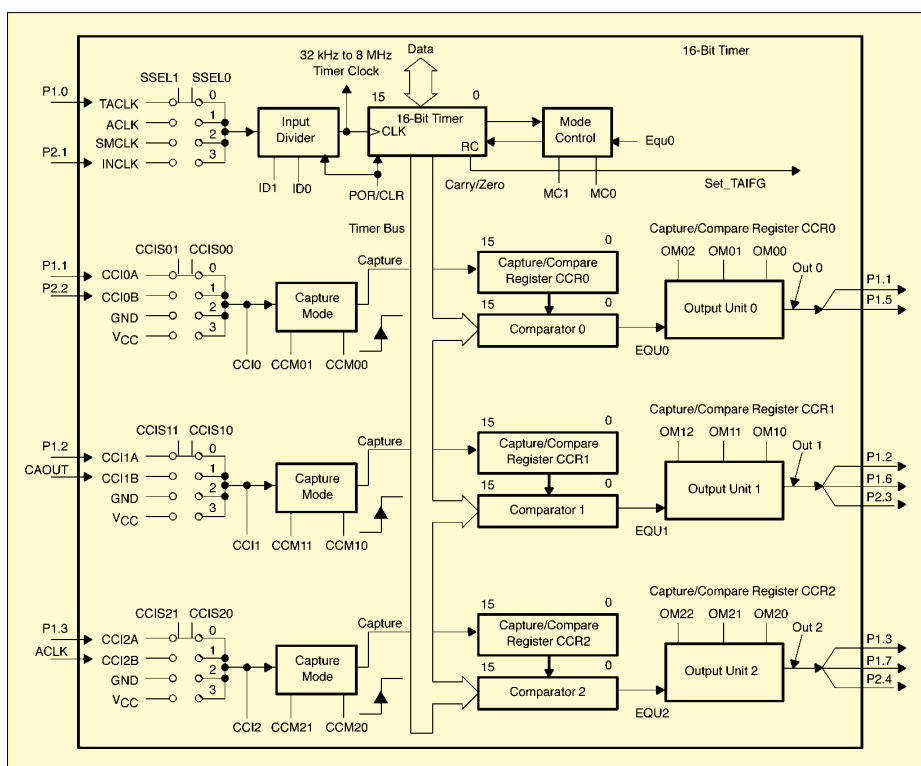 32 kHz to 8 MHz
Timer Clock
Data
16-Bit Timer
SSEL1 SSEL0
P1.0
TACLK
0
ACLK
1
SMCLK
2
P2.1
INCLK
3
Input
Divider
ID1
ID0
15
0
16-Bit Timer
CLK
RC
Mode
Control
Equ0
POR/CLR
Carry/Zero
MC1
MC0
Set_TAIFG
Timer Bus
CCIS01 CCIS00
P1.1
CCI0A
0
P2.2
CCI0B
1
GND
2
VCC
3
Capture
Mode
Capture
CCI0
CCM01
CCM00
15
0
Capture/Compare
Register CCR0
15
0
Comparator 0
EQU0
Capture/Compare Register CCR0
OM02 OM01 OM00
Output Unit 0
Out 0
P1.1
P1.5
CCIS11 CCIS10
P1.2
CCI1A
0
CAOUT
CCI1B
1
GND
2
VCC
3
Capture
Mode
Capture
CCI1
CCM11
CCM10
15
0
Capture/Compare
Register CCR1
15
0
Comparator 1
EQU1
Capture/Compare Register CCR1
OM12 OM11 OM10
Output Unit 1
Out 1
P1.2
P1.6
P2.3
CCIS21 CCIS20
P1.3
CCI2A
0
ACLK
CCI2B
1
GND
2
VCC
3
Capture
Mode
Capture
CCI2
CCM21
CCM20
15
0
Capture/Compare
Register CCR2
15
0
Comparator 2
EQU2
Capture/Compare Register CCR2
OM22 OM21 OM20
Output Unit 2
Out 2
P1.3
P1.7
P2.4